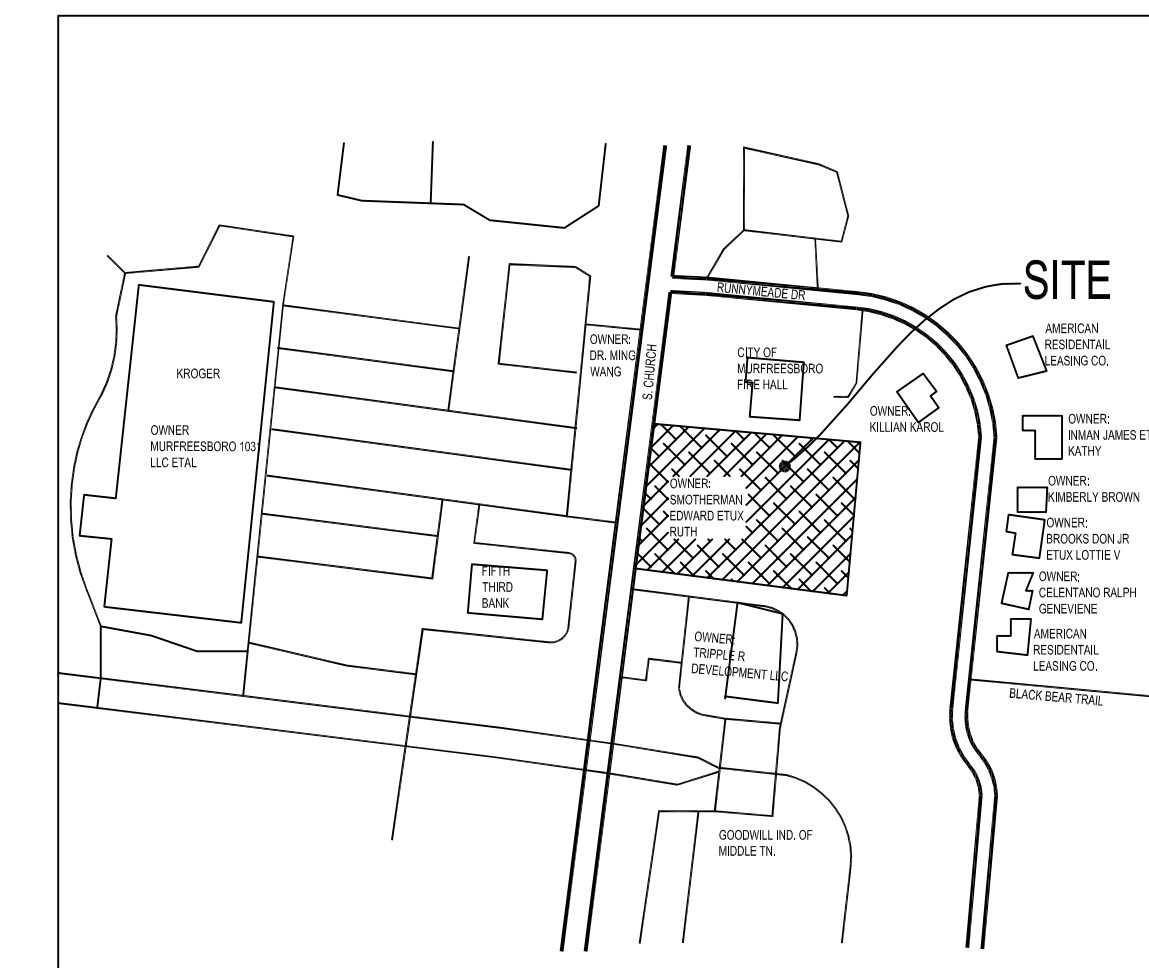 RUNNYMEADE DR
SITE
AMERICAN
RESIDENTAIL
LEASING CO.
OWNER:
DR. MING
WANG
S. CHURCH
CITY OF
MURFREESBORO
FIRE HALL
KROGER
OWNER:
KILLIAN KAROL
OWNER:
INMAN JAMES ET
KATHY
OWNER
MURFREESBORO 1031
LLC ETAL
OWNER:
SMOTHERMAN
EDWARD ETUX
RUTH
OWNER:
KIMBERLY BROWN
OWNER:
BROOKS DON JR
ETUX LOTTIE V
FIFTH
THIRD
BANK
OWNER:
CELENTANO RALPH
GENEVIENE
OWNER:
TRIPPLE R
DEVELOPMENT LLC
AMERICAN
RESIDENTAIL
LEASING CO.
BLACK BEAR TRAIL
GOODWILL IND. OF
MIDDLE TN.